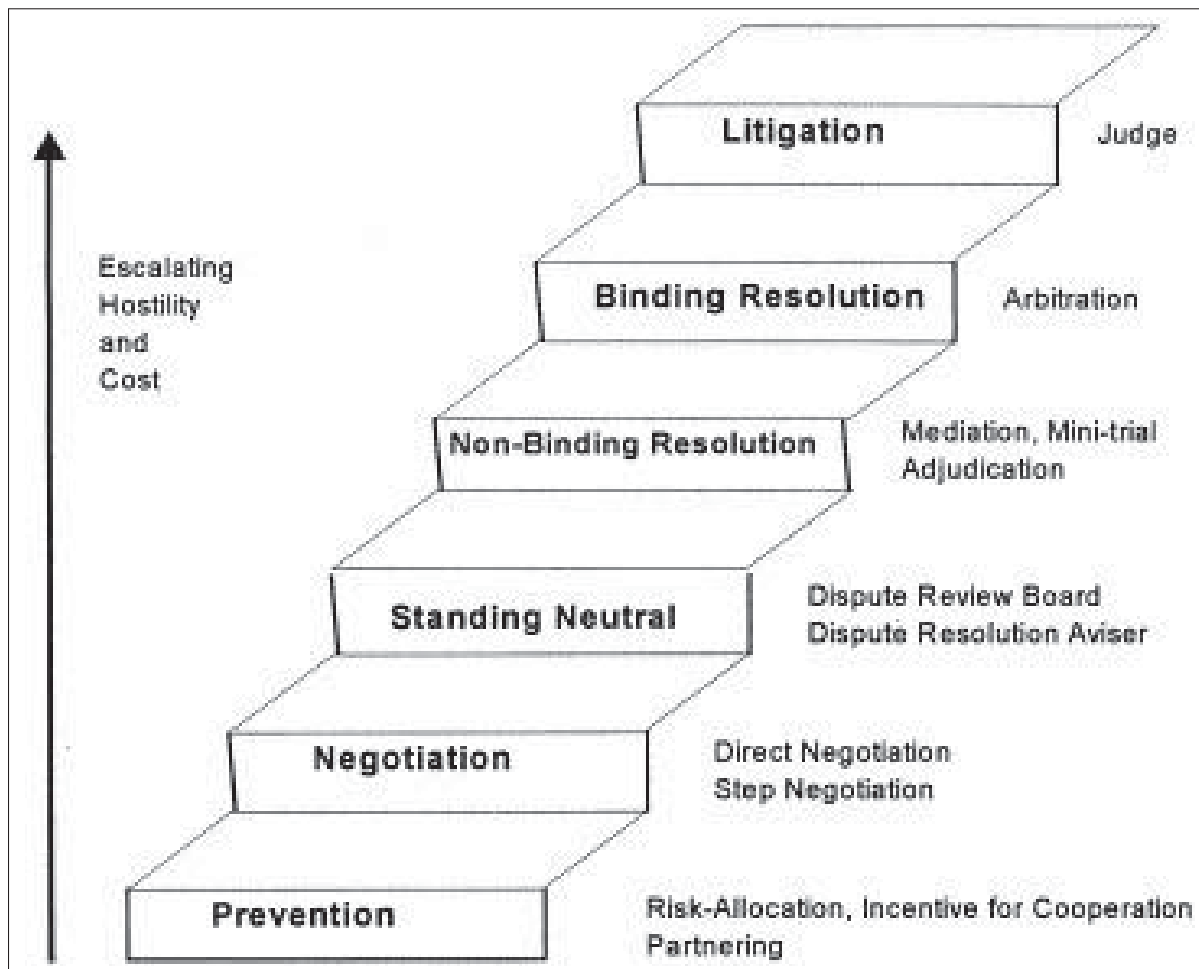 Litigation
Judge
Escalating
Hostility
and
Cost
Binding Resolution
Arbitration
Non-Binding Resolution
Mediation, Mini-trial
Adjudication
Standing Neutral
Dispute Review Board
Dispute Resolution Aviser
Negotiation
Direct Negotiation
Step Negotiation
Prevention
Risk-Allocation, Incentive for Cooperation
Partnering